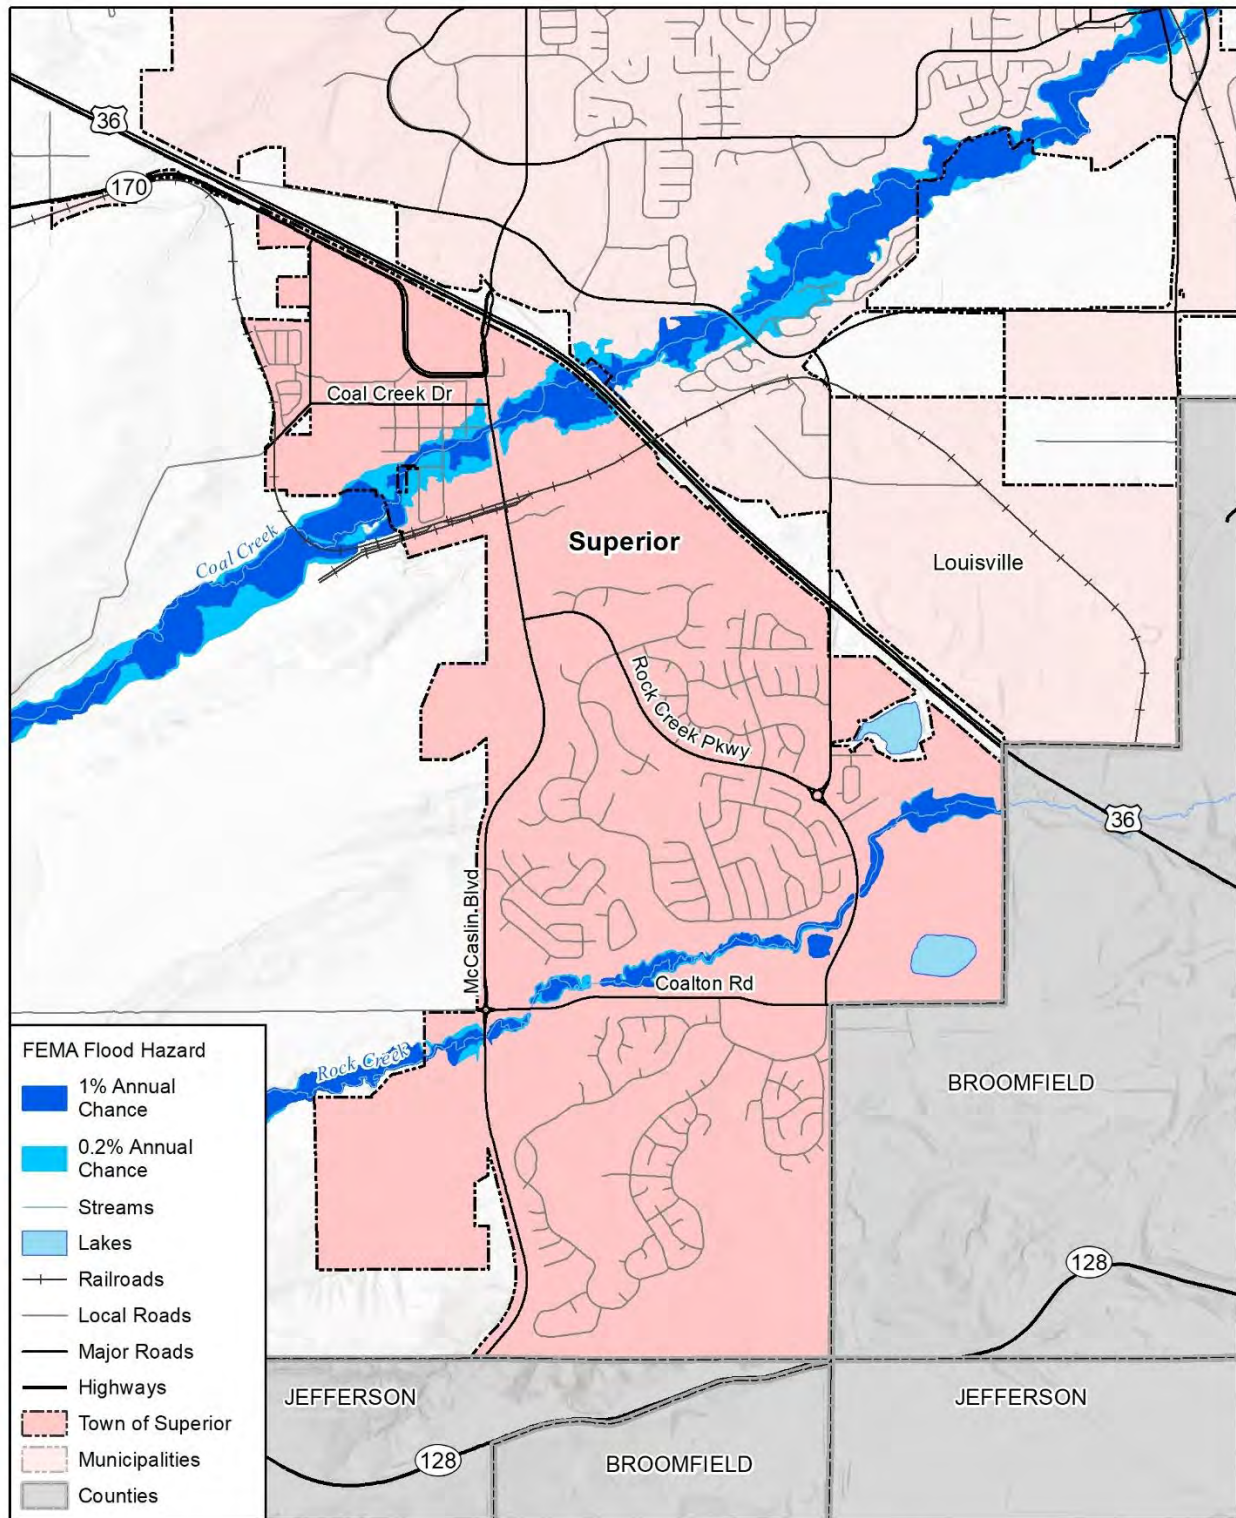 36
170
Coal Creek Dr
Coal Creek
Superior
Louisville
Rock Creek Pkwy
36
McCaslin Blvd
Coalton Rd
Rock Creek
BROOMFIELD
128
JEFFERSON
JEFFERSON
128
BROOMFIELD
FEMA Flood Hazard
1% Annual
Chance
0.2% Annual
Chance
Streams
Lakes
Railroads
Local Roads
Major Roads
Highways
Town of Superior
Municipalities
Counties